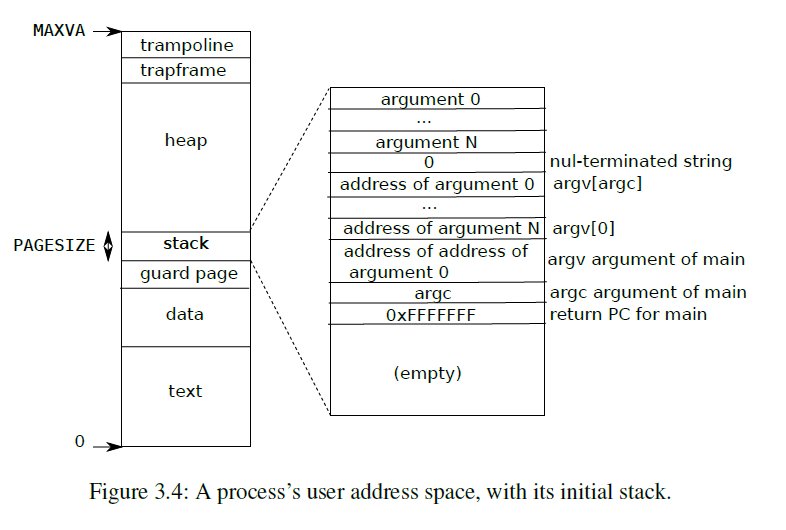 MAXVA
trampoline
trapframe
heap
PAGESIZE
stack
guard page
data
text
0
argument 0
...
argument N
0
nul-terminated string
address of argument 0
argv[argc]
...
address of argument N
argv[0]
address of address of
argument 0
argv argument of main
argc
argc argument of main
0xFFFFFFF
return PC for main
(empty)
Figure 3.4: A process's user address space, with its initial stack.